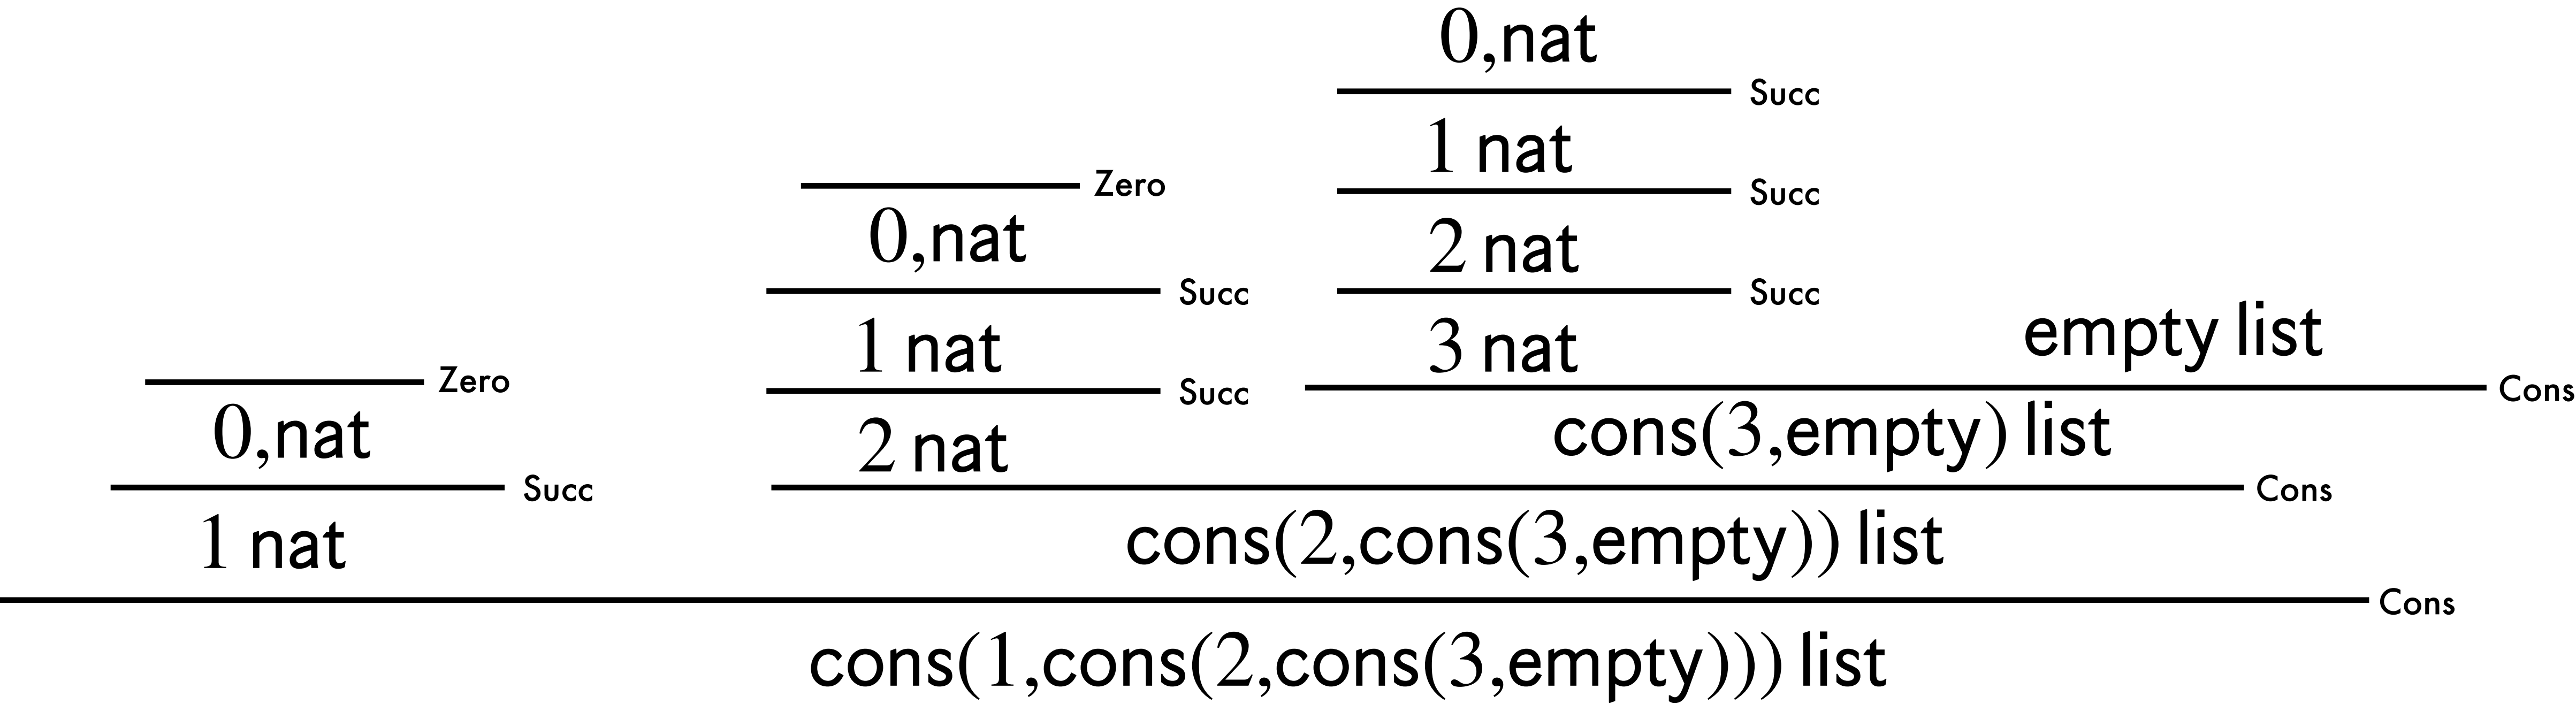 0,nat
Succ
1 nat
Zero
Succ
0,nat
2 nat
Succ
Succ
1 nat
3 nat
empty list
Zero
Succ
Cons
0,nat
2 nat
cons(3,empty) list
Succ
Cons
1 nat
cons(2,cons(3,empty)) list
Cons
cons(1,cons(2,cons(3,empty))) list